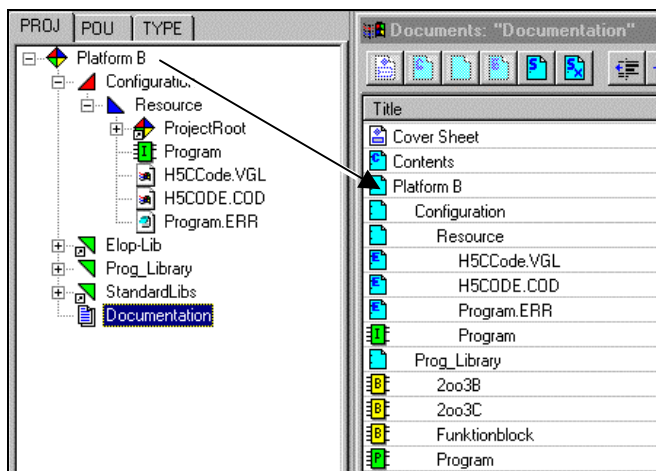 PROJ POU TYPE
Platform B
Configuration
Resource
ProjectRoot
Program
H5CCode.VGL
H5CODE.COD
Program.ERR
Elop-Lib
Prog_Library
StandardLibs
Documentation
Documents: "Documentation"
Title
Cover Sheet
Contents
Platform B
Configuration
Resource
H5CCode.VGL
H5CODE.COD
Program.ERR
Program
Prog_Library
2oo3B
2oo3C
Funktionblock
Program